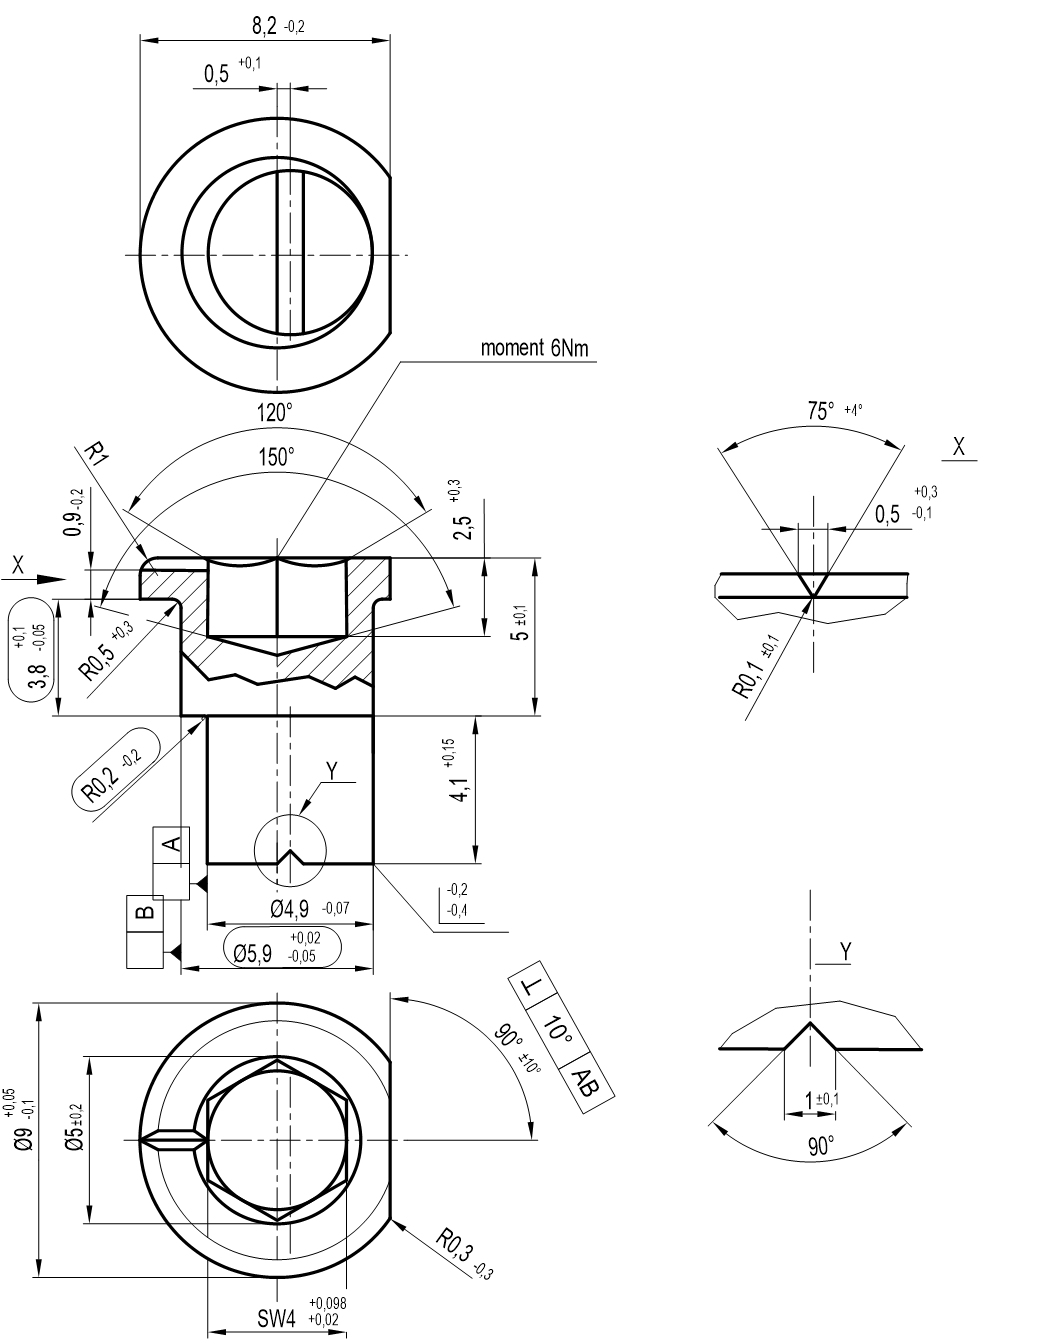 8,2 -0,2
0,5 +0,1
moment 6Nm
120°
150°
R1
0,9 -0,2
2,5 +0,3
X
3,8 +0,1 -0,05
R0,5 +0,3
5 ±0,1
R0,2 -0,2
4,1 +0,15
Y
A
B
-0,2
-0,4
Ø4,9 -0,07
Ø5,9 +0,02 -0,05
75° +4°
X
0,5 +0,3 -0,1
R0,1 ±0,1
Y
1 ±0,1
90°
90° ±10°
⊥ 10° AB
Ø9 +0,05 -0,1
Ø5 ±0,2
R0,3 -0,3
SW4 +0,098 +0,02